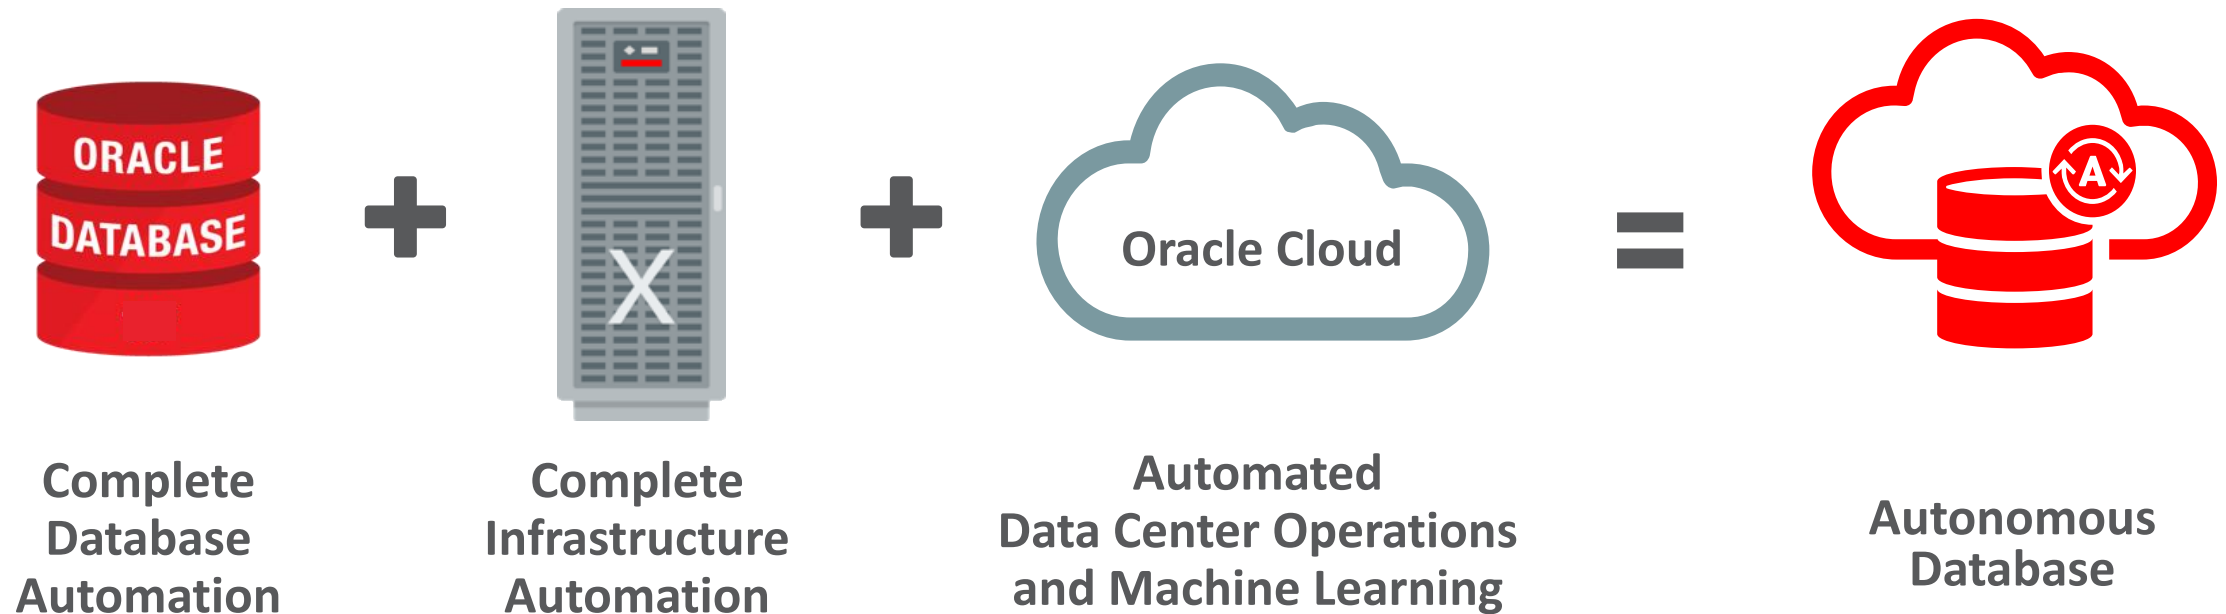 ORACLE
DATABASE
X
Oracle Cloud
A
Complete
Database
Automation
Complete
Infrastructure
Automation
Automated
Data Center Operations
and Machine Learning
Autonomous
Database